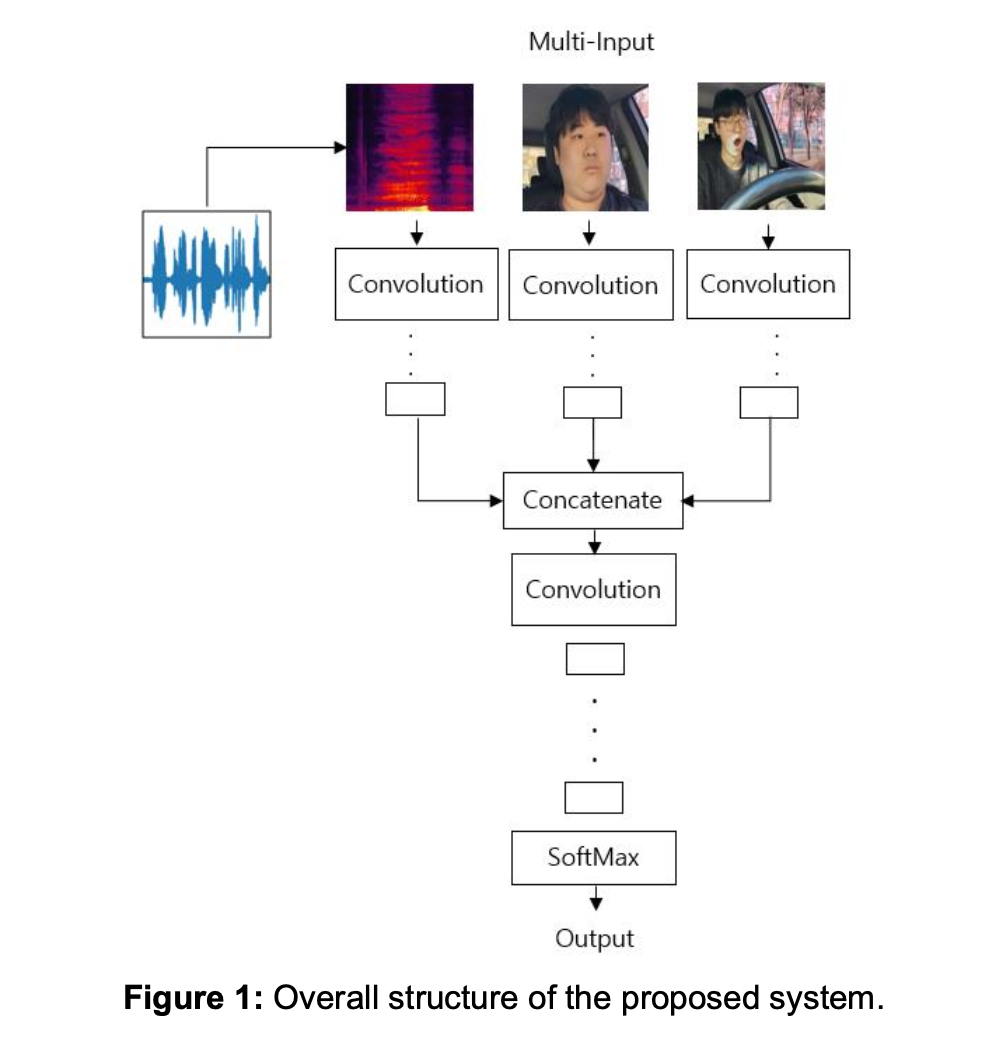 Multi-Input
Convolution
Convolution
Convolution
Concatenate
Convolution
SoftMax
Output
Figure 1: Overall structure of the proposed system.